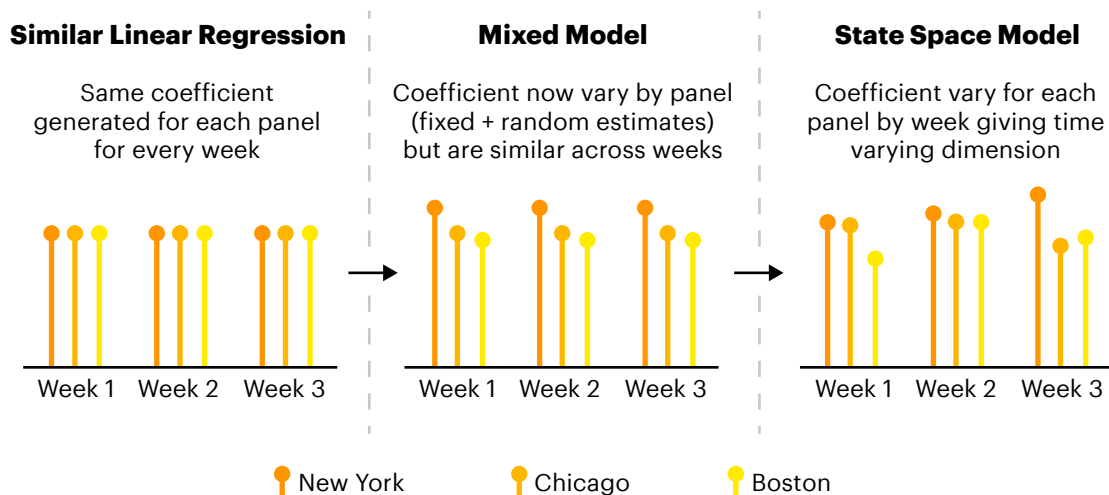 Similar Linear Regression
Same coefficient
generated for each panel
for every week
Week 1 Week 2 Week 3
Mixed Model
Coefficient now vary by panel
(fixed + random estimates)
but are similar across weeks
Week 1 Week 2 Week 3
State Space Model
Coefficient vary for each
panel by week giving time
varying dimension
Week 1 Week 2 Week 3
New York Chicago Boston